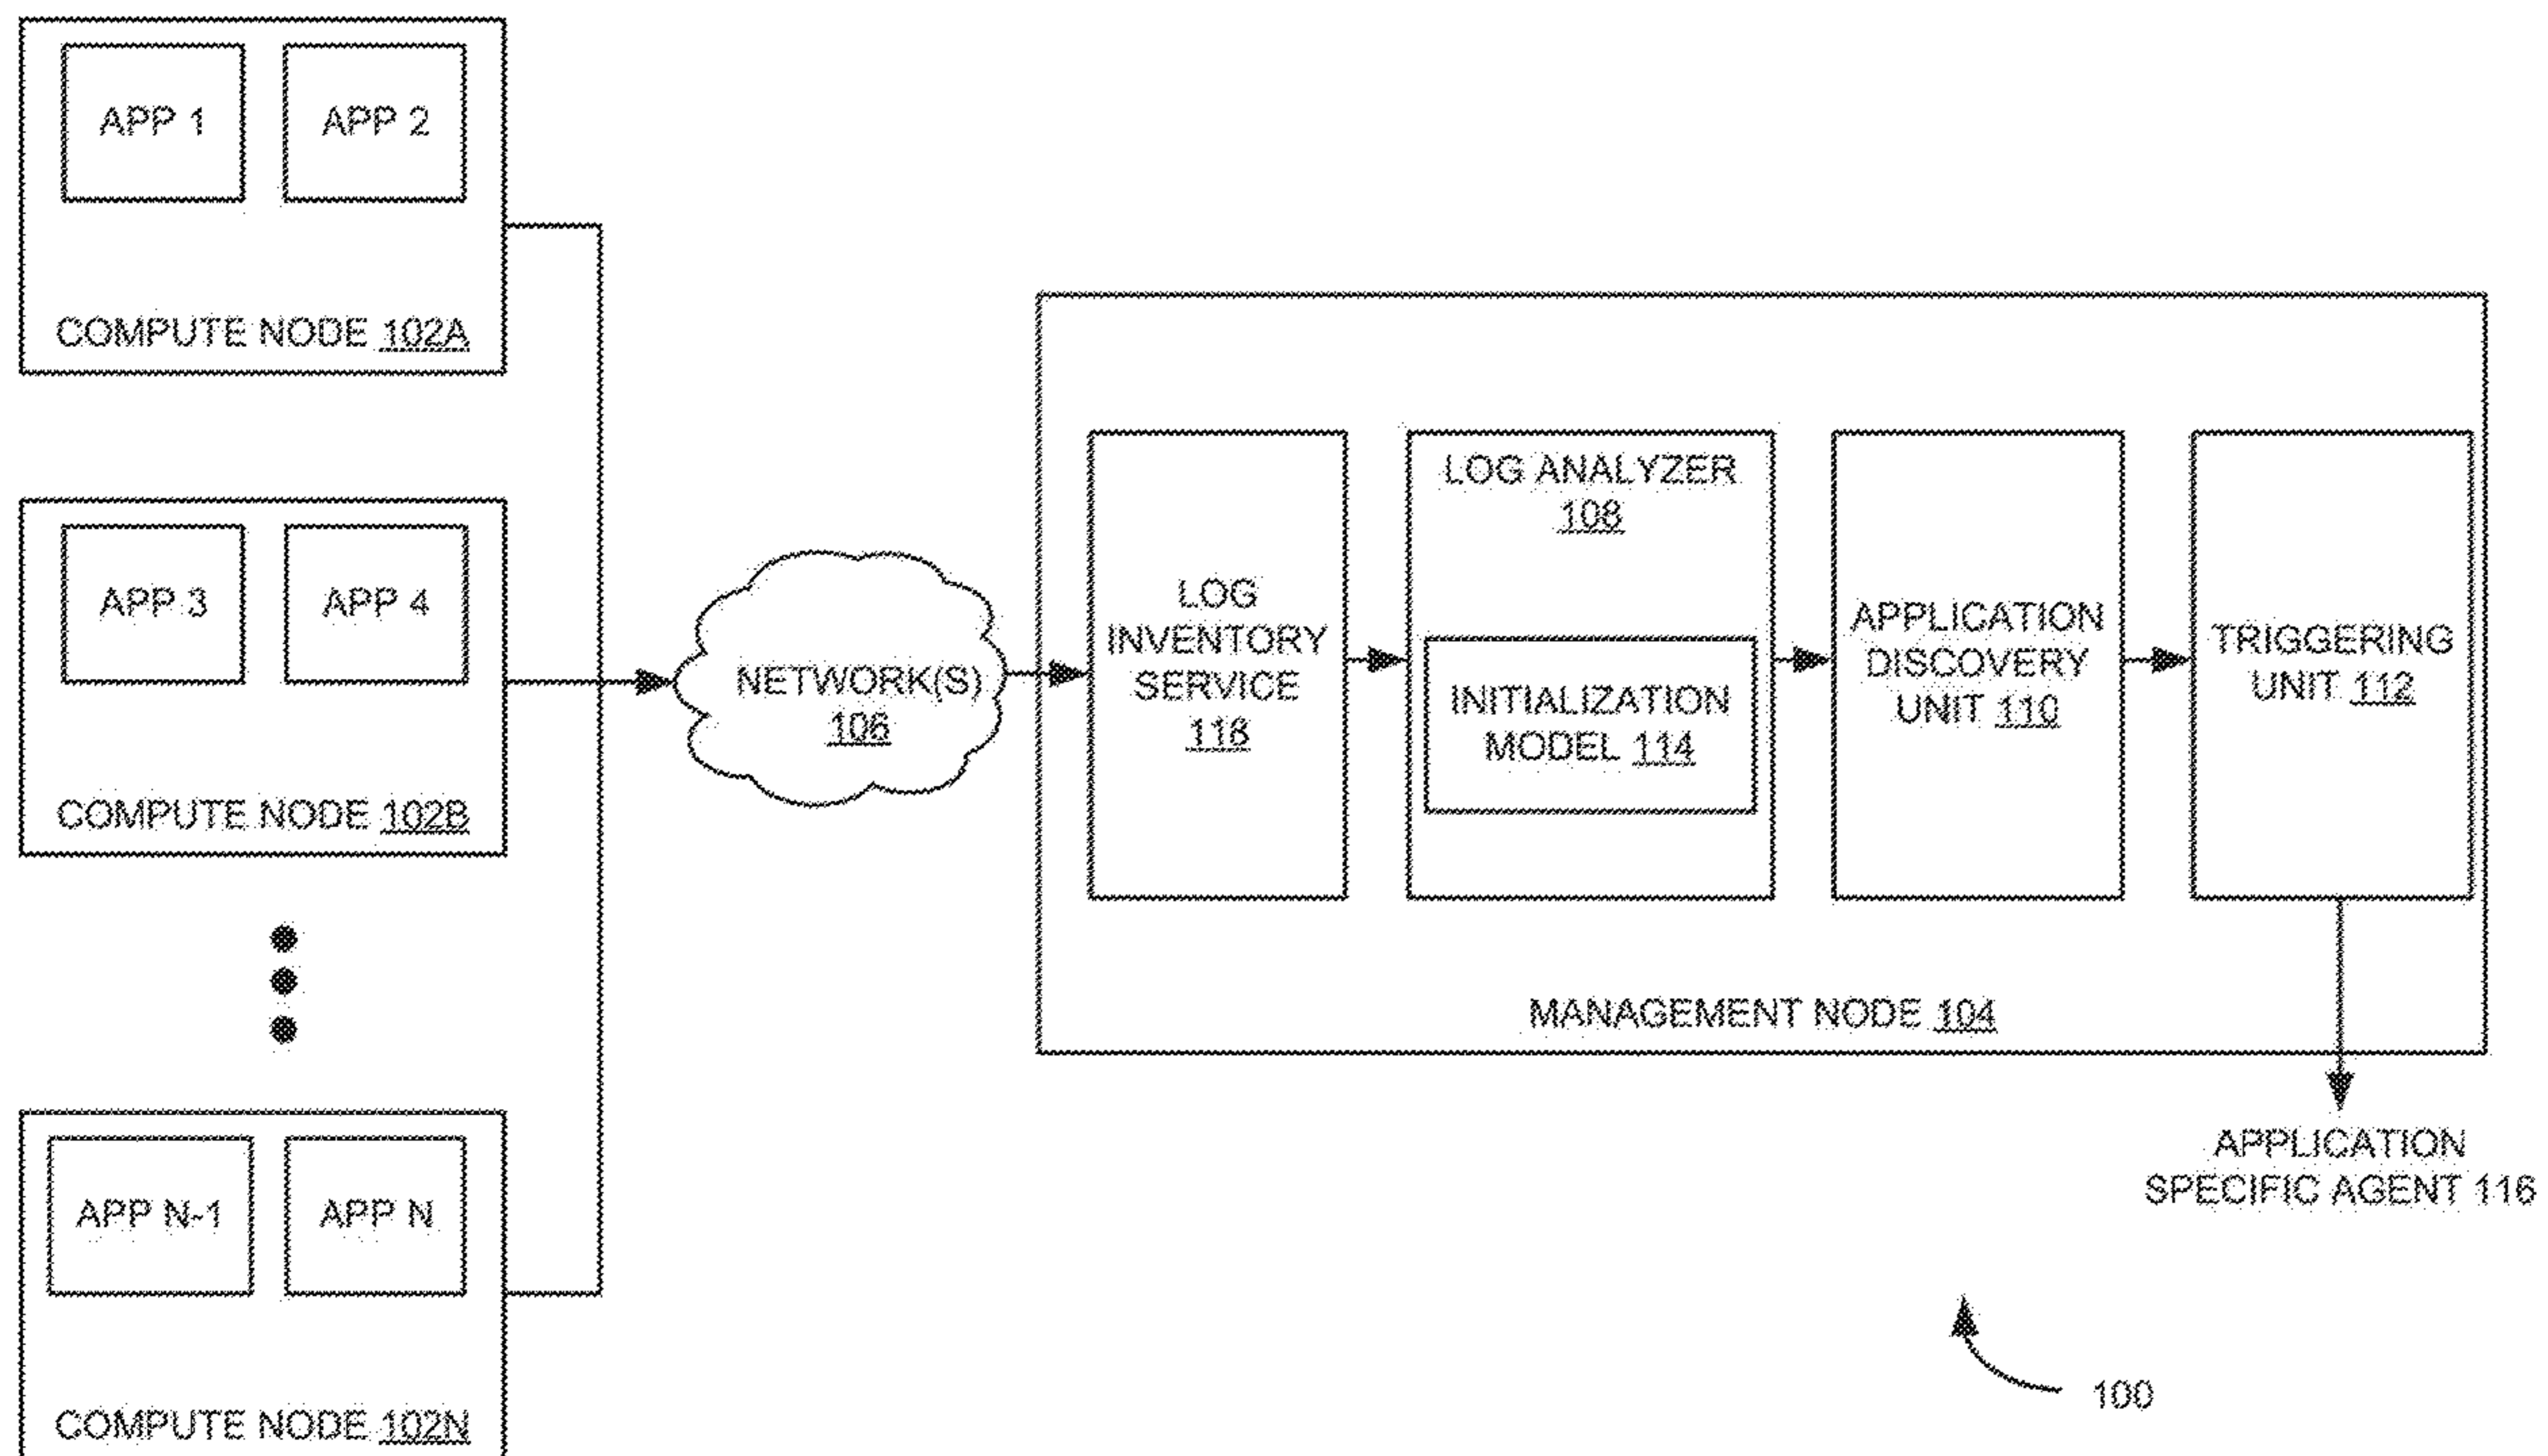 APP 1
APP 2
COMPUTE NODE 102A
APP 3
APP 4
COMPUTE NODE 102B
APP N-1
APP N
COMPUTE NODE 102N
NETWORK(S)
106
LOG
INVENTORY
SERVICE
118
LOG ANALYZER
108
INITIALIZATION
MODEL 114
APPLICATION
DISCOVERY
UNIT 110
TRIGGERING
UNIT 112
MANAGEMENT NODE 104
APPLICATION
SPECIFIC AGENT 116
100